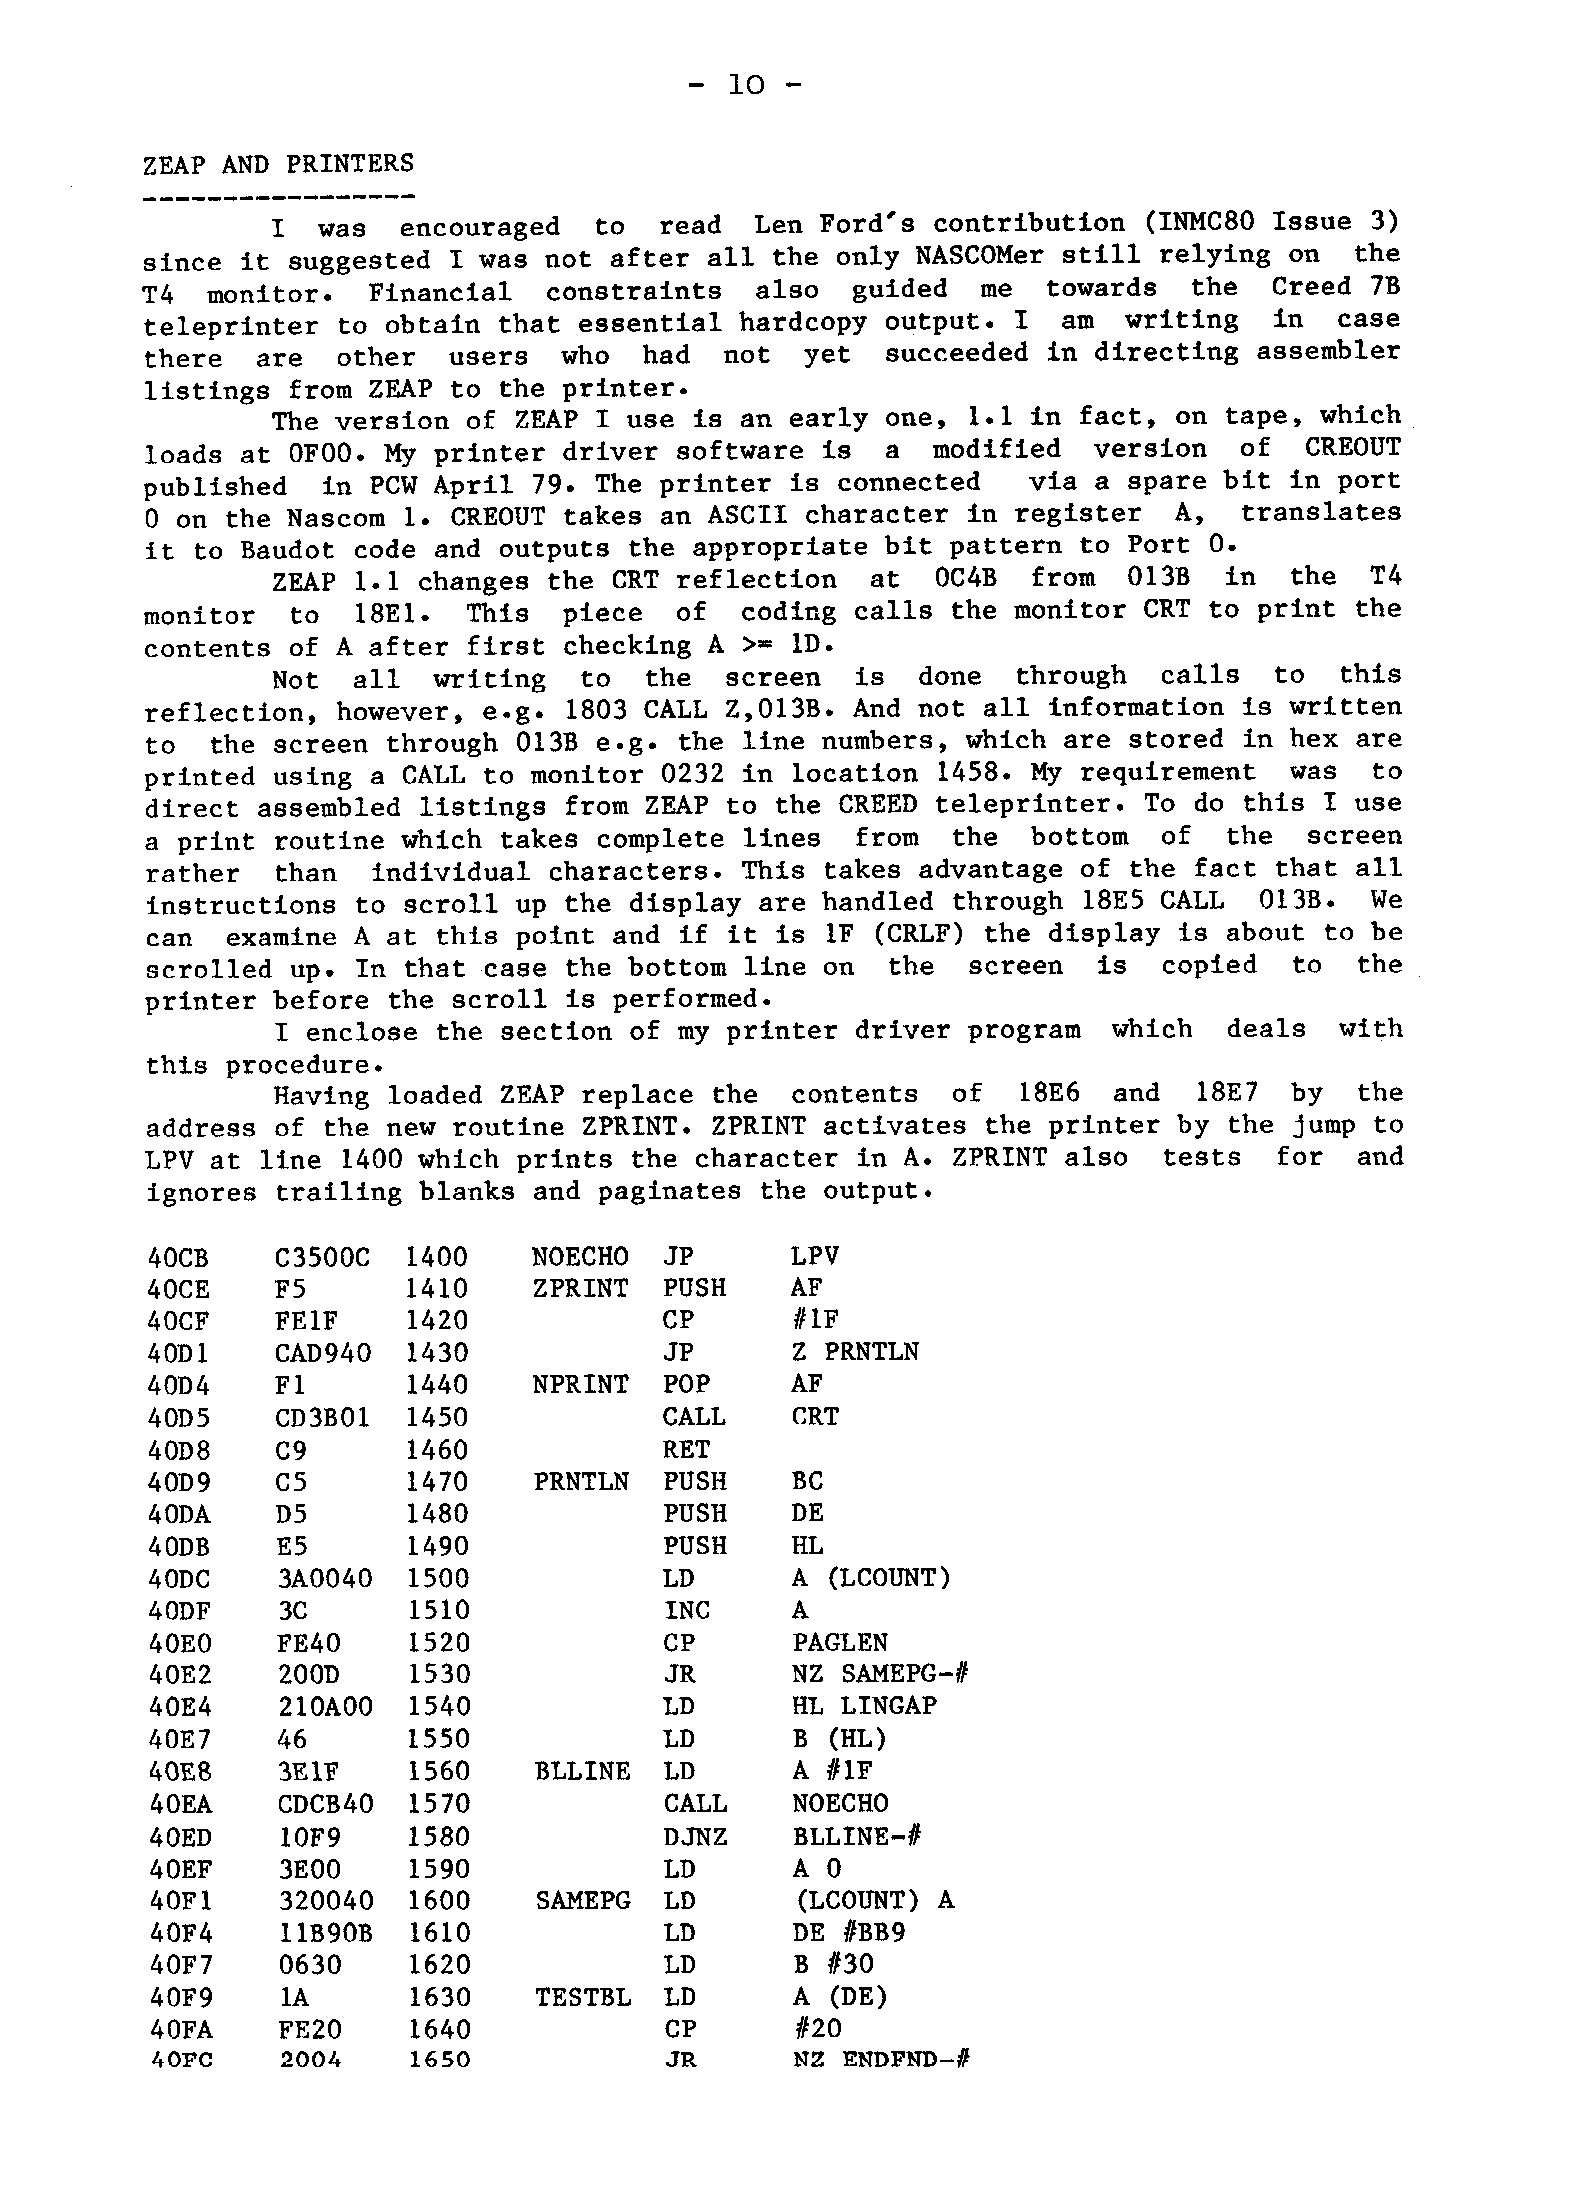 - 10 -
ZEAP AND PRINTERS
-----------------
I was encouraged to read Len Ford's contribution (INMC80 Issue 3)
since it suggested I was not after all the only NASCOMer still relying on the
T4 monitor. Financial constraints also guided me towards the Creed 7B
teleprinter to obtain that essential hardcopy output. I am writing in case
there are other users who had not yet succeeded in directing assembler
listings from ZEAP to the printer.
The version of ZEAP I use is an early one, 1.1 in fact, on tape, which
loads at 0F00. My printer driver software is a modified version of CREOUT
published in PCW April 79. The printer is connected via a spare bit in port
0 on the Nascom 1. CREOUT takes an ASCII character in register A, translates
it to Baudot code and outputs the appropriate bit pattern to Port 0.
ZEAP 1.1 changes the CRT reflection at 0C4B from 013B in the T4
monitor to 18E1. This piece of coding calls the monitor CRT to print the
contents of A after first checking A >= 1D.
Not all writing to the screen is done through calls to this
reflection, however, e.g. 1803 CALL Z,013B. And not all information is written
to the screen through 013B e.g. the line numbers, which are stored in hex are
printed using a CALL to monitor 0232 in location 1458. My requirement was to
direct assembled listings from ZEAP to the CREED teleprinter. To do this I use
a print routine which takes complete lines from the bottom of the screen
rather than individual characters. This takes advantage of the fact that all
instructions to scroll up the display are handled through 18E5 CALL 013B. We
can examine A at this point and if it is 1F (CRLF) the display is about to be
scrolled up. In that case the bottom line on the screen is copied to the
printer before the scroll is performed.
I enclose the section of my printer driver program which deals with
this procedure.
Having loaded ZEAP replace the contents of 18E6 and 18E7 by the
address of the new routine ZPRINT. ZPRINT activates the printer by the jump to
LPV at line 1400 which prints the character in A. ZPRINT also tests for and
ignores trailing blanks and paginates the output.
40CB C3500C 1400 NOECHO JP LPV
40CE F5 1410 ZPRINT PUSH AF
40CF FE1F 1420 CP #1F
40D1 CAD940 1430 JP Z PRNTLN
40D4 F1 1440 NPRINT POP AF
40D5 CD3B01 1450 CALL CRT
40D8 C9 1460 RET
40D9 C5 1470 PRNTLN PUSH BC
40DA D5 1480 PUSH DE
40DB E5 1490 PUSH HL
40DC 3A0040 1500 LD A (LCOUNT)
40DF 3C 1510 INC A
40E0 FE40 1520 CP PAGLEN
40E2 200D 1530 JR NZ SAMEPG-#
40E4 210A00 1540 LD HL LINGAP
40E7 46 1550 LD B (HL)
40E8 3E1F 1560 BLLINE LD A #1F
40EA CDCB40 1570 CALL NOECHO
40ED 10F9 1580 DJNZ BLLINE-#
40EF 3E00 1590 LD A 0
40F1 320040 1600 SAMEPG LD (LCOUNT) A
40F4 11B90B 1610 LD DE #BB9
40F7 0630 1620 LD B #30
40F9 1A 1630 TESTBL LD A (DE)
40FA FE20 1640 CP #20
40FC 2004 1650 JR NZ ENDFND-#